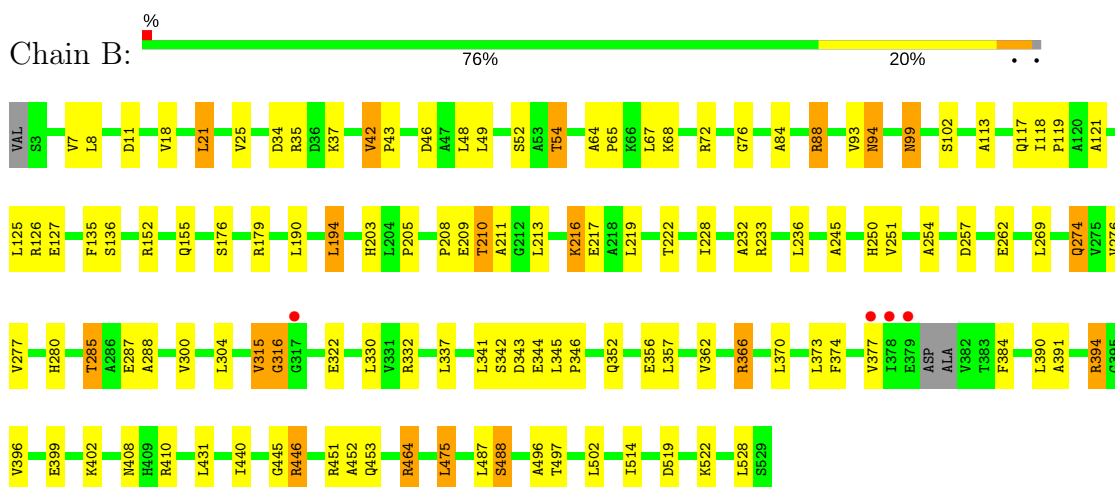 %
Chain B:
76% 20% • •
VAL S3 V7 L8 D11 V18 L21 V25 D34 R35 D36 K37 V42 P43 D46 A47 L48 L49 S52 A53 T54 A64 P65 K66 L67 K68 R72 G76 A84 R88 V93 N94 N99 S102 A113 Q117 I118 P119 A120 A121
L125 R126 E127 F135 S136 R152 Q155 S176 R179 L190 L194 H203 L204 P205 P208 E209 T210 A211 G212 L213 K216 E217 A218 L219 T222 I228 A232 R233 L236 A245 H250 V251 A254 D257 E262 L269 Q274 V275 V276
V277 H280 T285 A286 E287 A288 V300 L304 V315 G316 G317 E322 L330 V331 R332 L337 L341 S342 D343 E344 L345 P346 Q352 E356 L357 V362 R366 L370 L373 F374 V377 I378 E379 ASP ALA V382 T383 F384 L390 A391 R394 G395
V396 E399 K402 N408 H409 R410 L431 I440 G445 R446 R451 A452 Q453 R464 L475 L487 S488 A496 T497 L502 I514 D519 K522 L528 S529